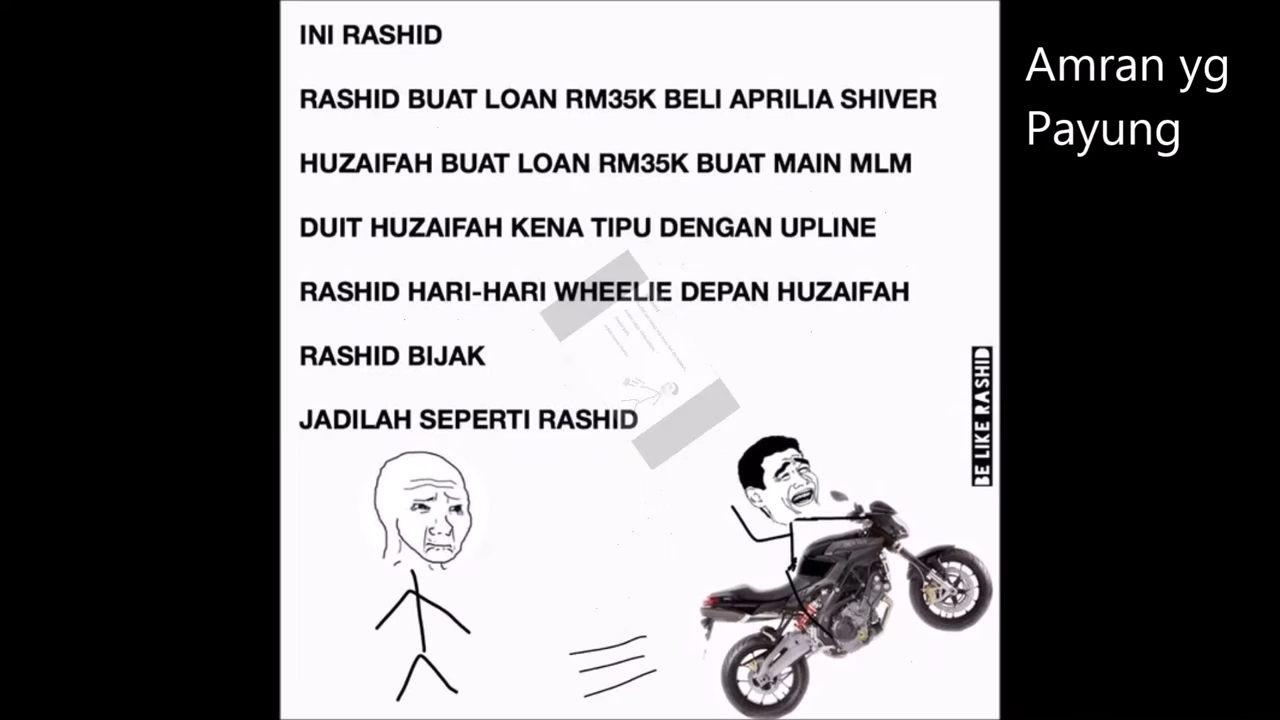 INI RASHID
RASHID BUAT LOAN RM35K BELI APRILIA SHIVER
HUZAIFAH BUAT LOAN RM35K BUAT MAIN MLM
DUIT HUZAIFAH KENA TIPU DENGAN UPLINE
RASHID HARI-HARI WHEELIE DEPAN HUZAIFAH
RASHID BIJAK
JADILAH SEPERTI RASHID
BE LIKE RASHID
Amran yg
Payung